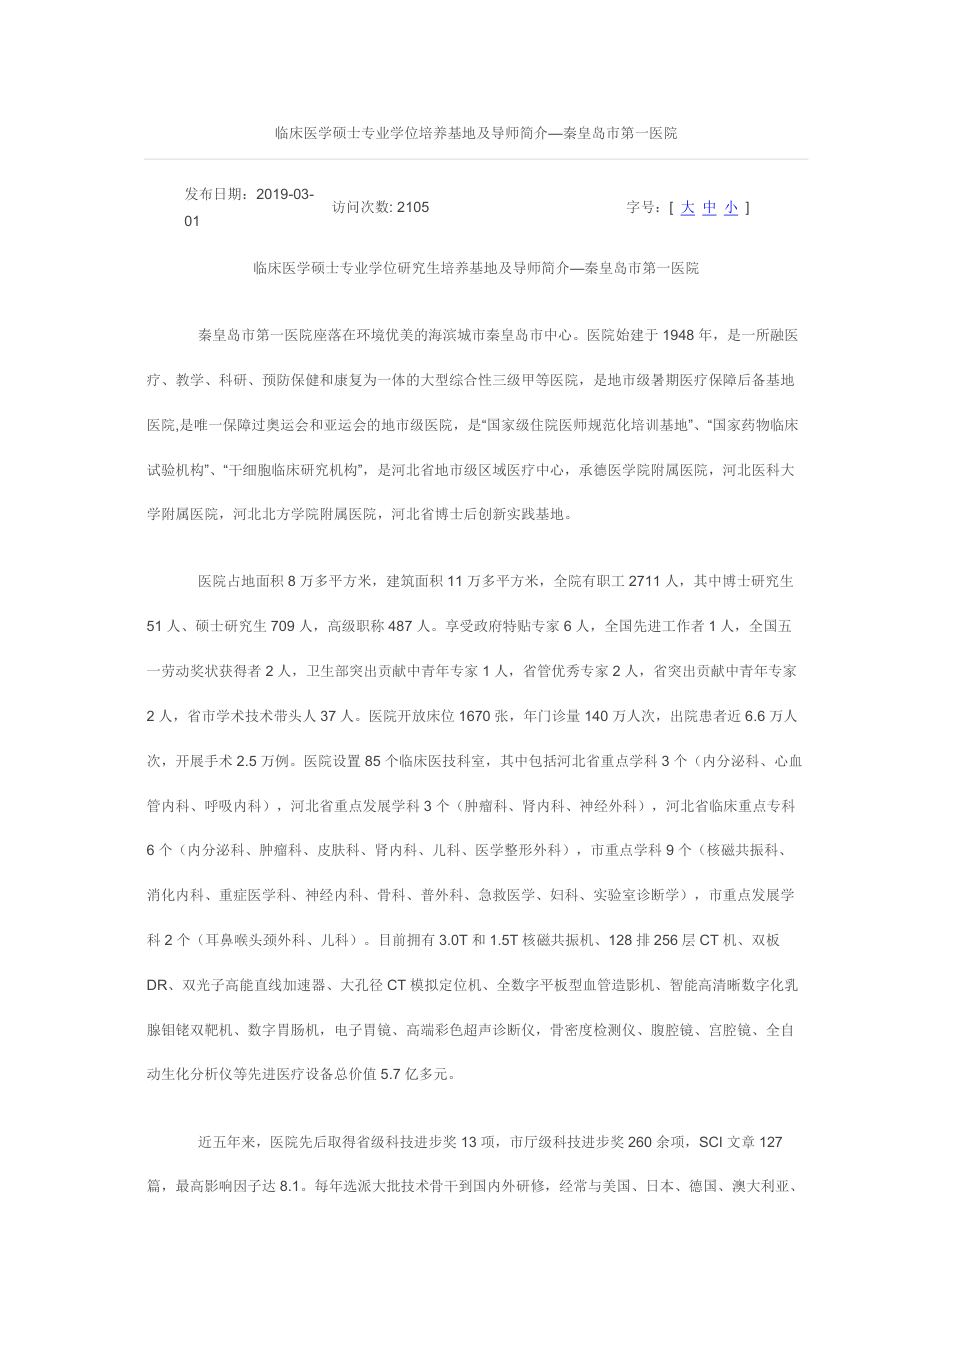 临床医学硕士专业学位培养基地及导师简介—秦皇岛市第一医院
发布日期：2019-03-01
访问次数: 2105
字号：[ 大 中 小 ]
临床医学硕士专业学位研究生培养基地及导师简介—秦皇岛市第一医院
秦皇岛市第一医院座落在环境优美的海滨城市秦皇岛市中心。医院始建于 1948 年，是一所融医
疗、教学、科研、预防保健和康复为一体的大型综合性三级甲等医院，是地市级暑期医疗保障后备基地
医院,是唯一保障过奥运会和亚运会的地市级医院，是“国家级住院医师规范化培训基地”、“国家药物临床
试验机构”、“干细胞临床研究机构”，是河北省地市级区域医疗中心，承德医学院附属医院，河北医科大
学附属医院，河北北方学院附属医院，河北省博士后创新实践基地。
医院占地面积 8 万多平方米，建筑面积 11 万多平方米，全院有职工 2711 人，其中博士研究生
51 人、硕士研究生 709 人，高级职称 487 人。享受政府特贴专家 6 人，全国先进工作者 1 人，全国五
一劳动奖状获得者 2 人，卫生部突出贡献中青年专家 1 人，省管优秀专家 2 人，省突出贡献中青年专家
2 人，省市学术技术带头人 37 人。医院开放床位 1670 张，年门诊量 140 万人次，出院患者近 6.6 万人
次，开展手术 2.5 万例。医院设置 85 个临床医技科室，其中包括河北省重点学科 3 个（内分泌科、心血
管内科、呼吸内科），河北省重点发展学科 3 个（肿瘤科、肾内科、神经外科），河北省临床重点专科
6 个（内分泌科、肿瘤科、皮肤科、肾内科、儿科、医学整形外科），市重点学科 9 个（核磁共振科、
消化内科、重症医学科、神经内科、骨科、普外科、急救医学、妇科、实验室诊断学），市重点发展学
科 2 个（耳鼻喉头颈外科、儿科）。目前拥有 3.0T 和 1.5T 核磁共振机、128 排 256 层 CT 机、双板
DR、双光子高能直线加速器、大孔径 CT 模拟定位机、全数字平板型血管造影机、智能高清晰数字化乳
腺钼铑双靶机、数字胃肠机，电子胃镜、高端彩色超声诊断仪，骨密度检测仪、腹腔镜、宫腔镜、全自
动生化分析仪等先进医疗设备总价值 5.7 亿多元。
近五年来，医院先后取得省级科技进步奖 13 项，市厅级科技进步奖 260 余项，SCI 文章 127
篇，最高影响因子达 8.1。每年选派大批技术骨干到国内外研修，经常与美国、日本、德国、澳大利亚、